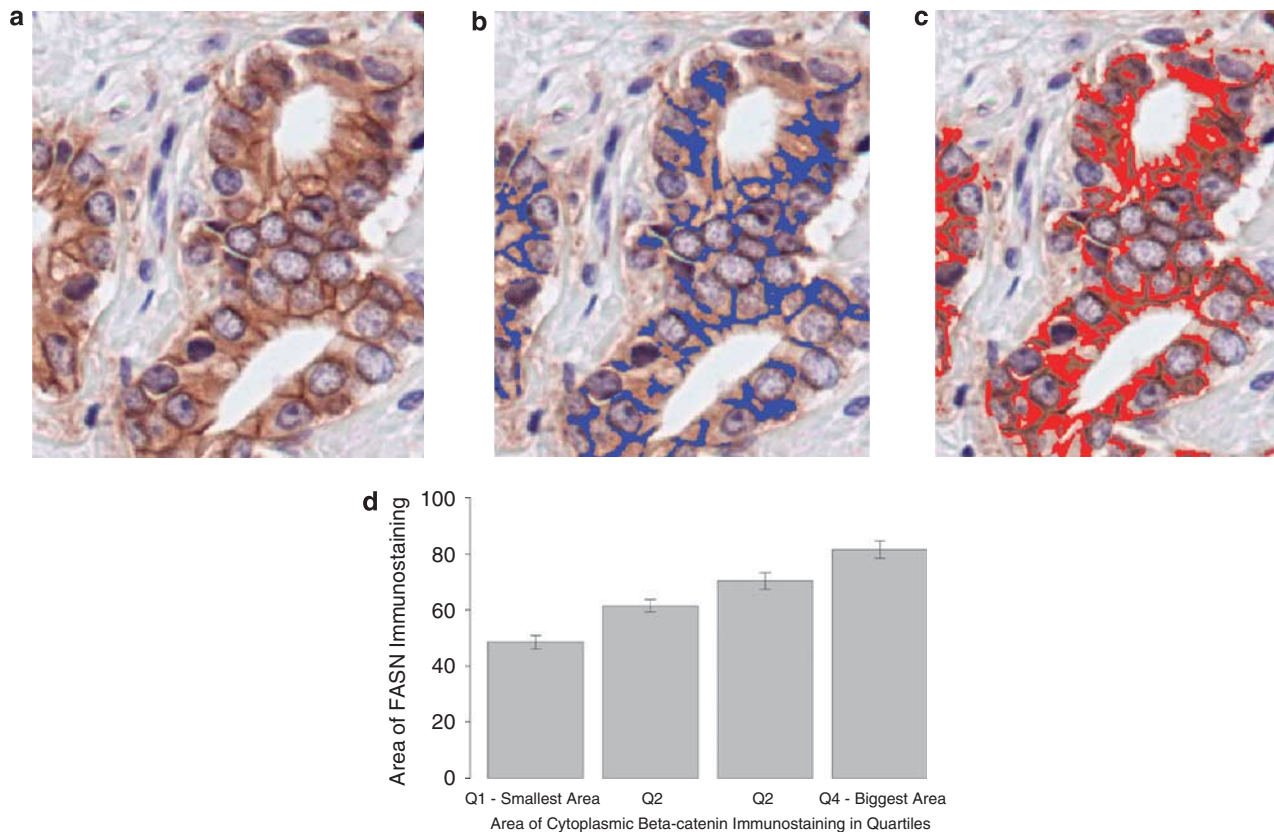 a
b
c
d
Area of FASN Immunostaining
100
80
60
40
20
0
Q1 - Smallest Area
Q2
Q2
Q4 - Biggest Area
Area of Cytoplasmic Beta-catenin Immunostaining in Quartiles